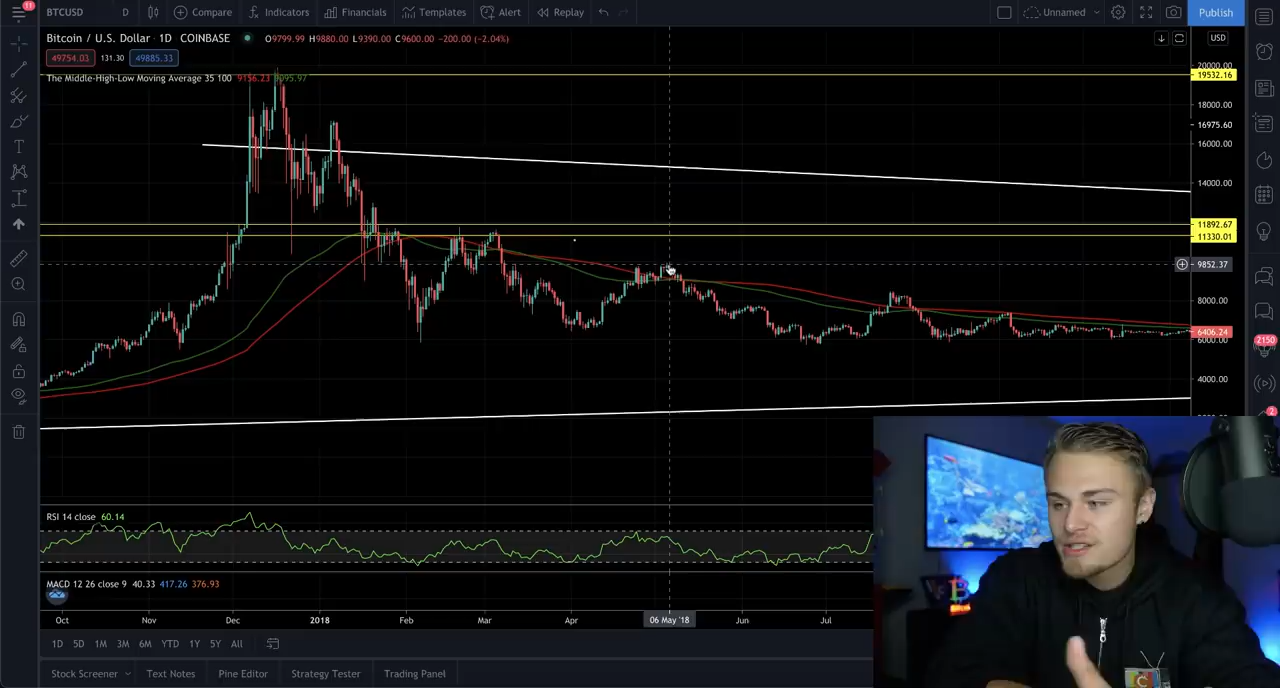 11
BTCUSD D Compare Indicators Financials Templates Alert Replay Unnamed Publish
Bitcoin / U.S. Dollar · 1D COINBASE O9799.99 H9880.00 L9390.00 C9600.00 -200.00 (-2.04%) USD
49754.03 131.30 49885.33
The Middle-High-Low Moving Average 35 100 9156.23
20000.00
19532.16
18000.00
16975.60
16000.00
14000.00
11892.67
11330.01
9852.37
8000.00
6406.24
6000.00
4000.00
2150
2
RSI 14 close 60.14
MACD 12 26 close 9 40.33 417.26 376.93
Oct Nov Dec 2018 Feb Mar Apr 06 May '18 Jun Jul
1D 5D 1M 3M 6M YTD 1Y 5Y All
Stock Screener Text Notes Pine Editor Strategy Tester Trading Panel